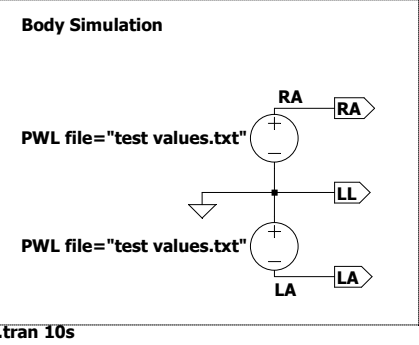 Body Simulation
RA
RA
PWL file="test values.txt"
LL
PWL file="test values.txt"
LA
LA
.tran 10s